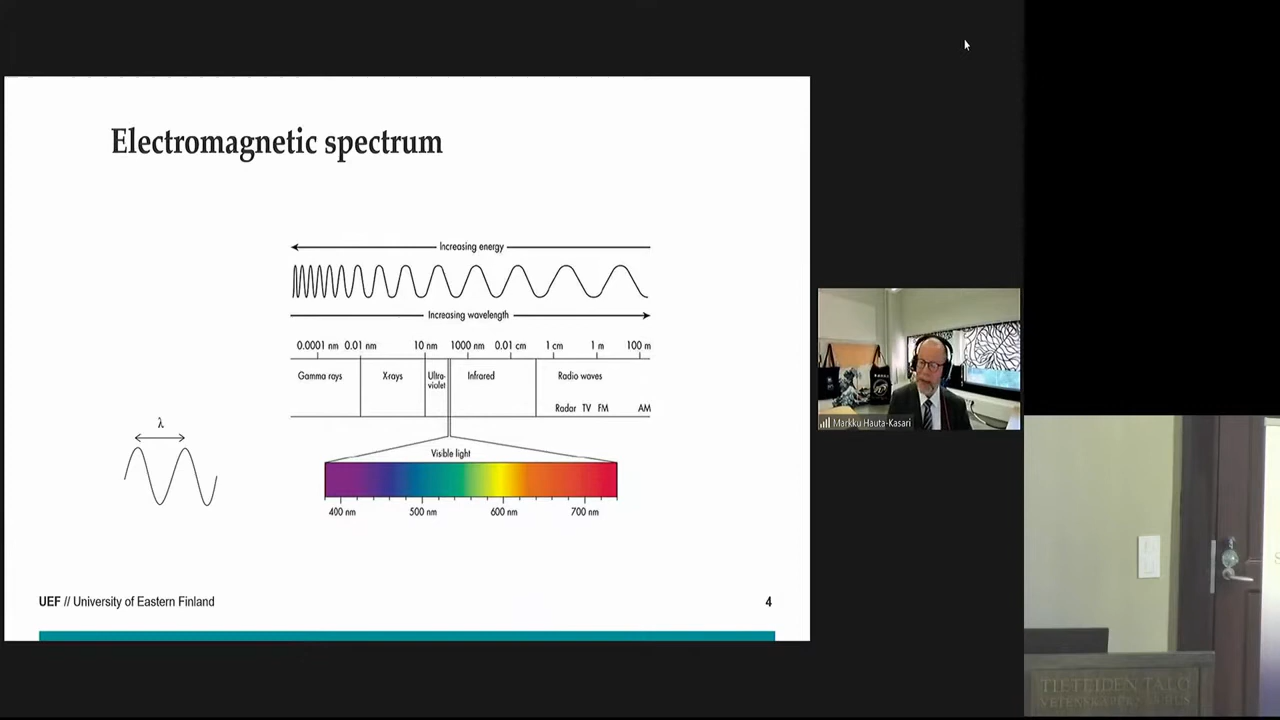 Electromagnetic spectrum
Increasing energy
Increasing wavelength
0.0001 nm 0.01 nm 10 nm 1000 nm 0.01 cm 1 cm 1 m 100 m
Gamma rays X-rays Ultra-
violet Infrared Radio waves
Radar TV FM AM
λ
Visible light
400 nm 500 nm 600 nm 700 nm
UEF // University of Eastern Finland
4
Markku Hauta-Kasari
TIETEIDEN TALO